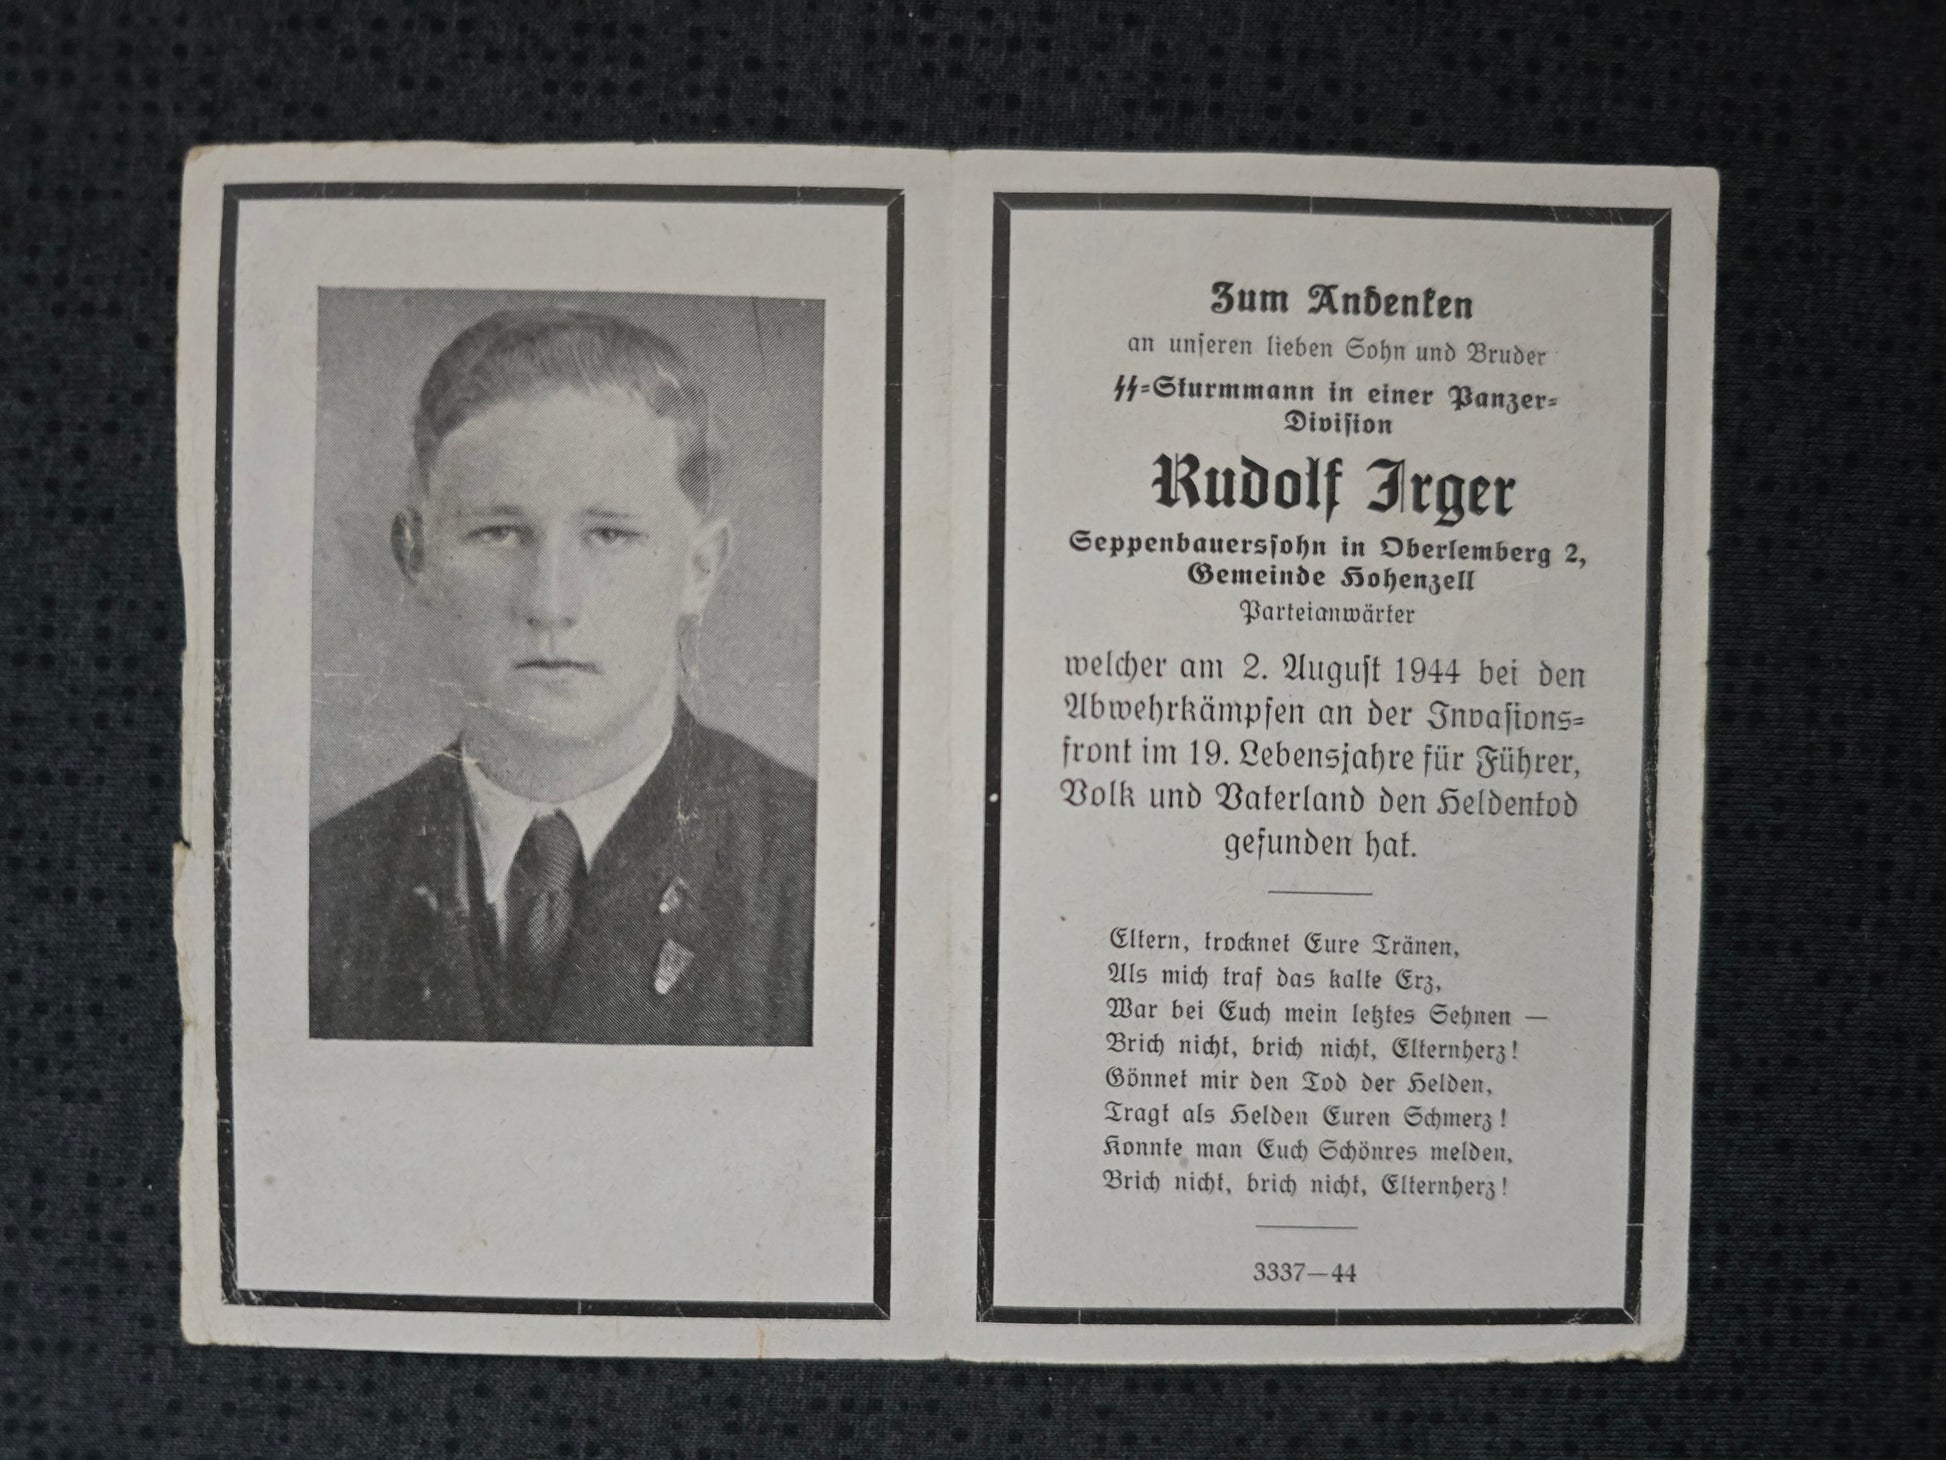 Zum Andenken
an unseren lieben Sohn und Bruder
ᛋᛋ=Sturmmann in einer Panzer=
Division
Rudolf Irger
Seppenbauerssohn in Oberlemberg 2,
Gemeinde Hohenzell
Parteianwärter
welcher am 2. August 1944 bei den
Abwehrkämpfen an der Invasions=
front im 19. Lebensjahre für Führer,
Volk und Vaterland den Heldentod
gefunden hat.
Eltern, trocknet Eure Tränen,
Als mich traf das kalte Erz,
War bei Euch mein letztes Sehnen —
Brich nicht, brich nicht, Elternherz!
Gönnet mir den Tod der Helden,
Tragt als Helden Euren Schmerz!
Konnte man Euch Schönres melden,
Brich nicht, brich nicht, Elternherz!
3337—44